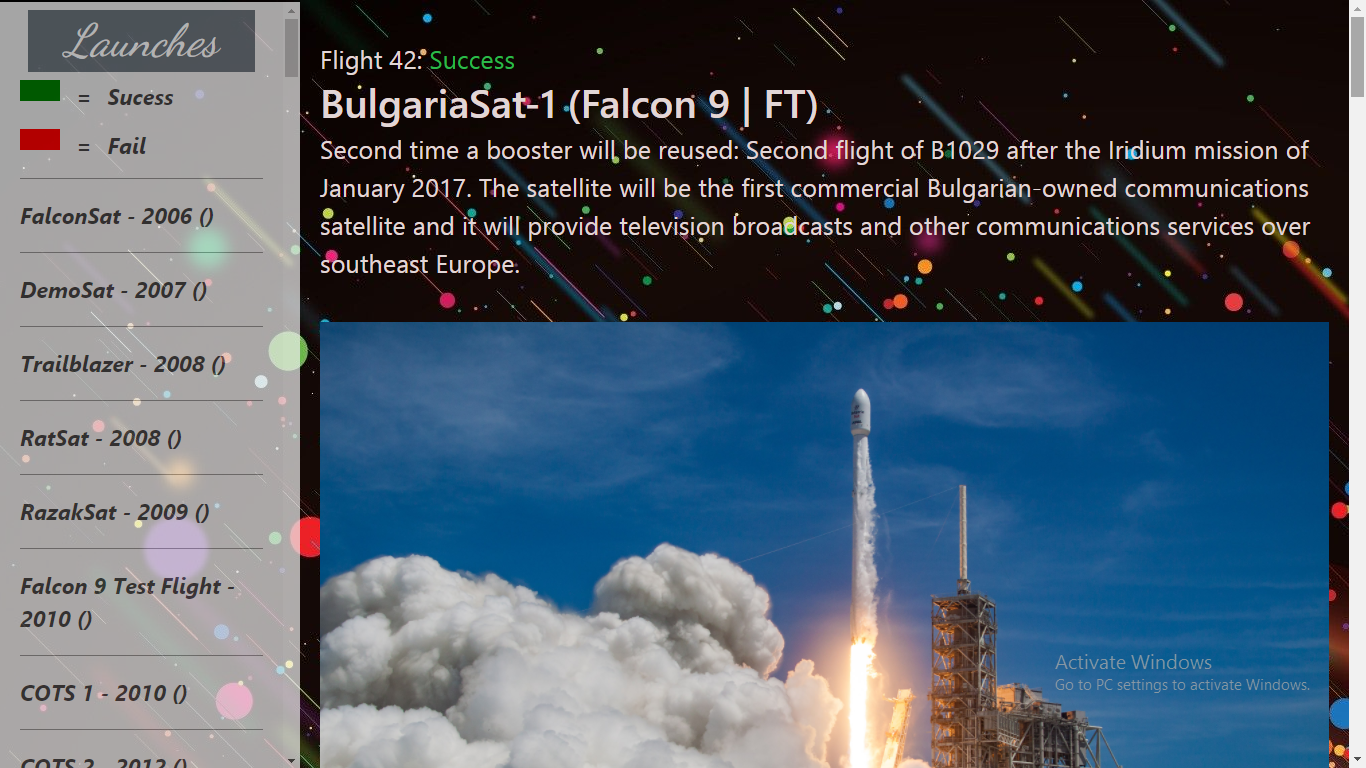 Launches
= Sucess
= Fail
FalconSat - 2006 ()
DemoSat - 2007 ()
Trailblazer - 2008 ()
RatSat - 2008 ()
RazakSat - 2009 ()
Falcon 9 Test Flight -
2010 ()
COTS 1 - 2010 ()
COTS 2 - 2012 ()
Flight 42: Success
BulgariaSat-1 (Falcon 9 | FT)
Second time a booster will be reused: Second flight of B1029 after the Iridium mission of
January 2017. The satellite will be the first commercial Bulgarian-owned communications
satellite and it will provide television broadcasts and other communications services over
southeast Europe.
Activate Windows
Go to PC settings to activate Windows.